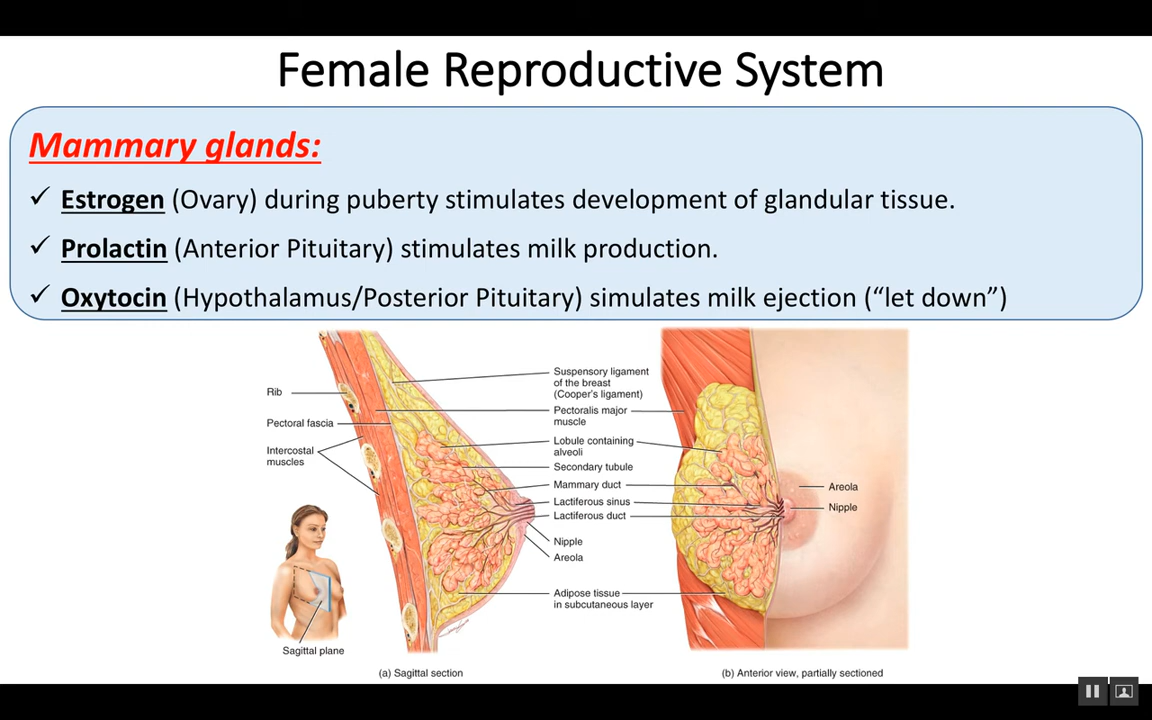 Female Reproductive System
Mammary glands:
✓ Estrogen (Ovary) during puberty stimulates development of glandular tissue.
✓ Prolactin (Anterior Pituitary) stimulates milk production.
✓ Oxytocin (Hypothalamus/Posterior Pituitary) simulates milk ejection (“let down”)
Rib
Pectoral fascia
Intercostal
muscles
Sagittal plane
Suspensory ligament
of the breast
(Cooper's ligament)
Pectoralis major
muscle
Lobule containing
alveoli
Secondary tubule
Mammary duct
Lactiferous sinus
Lactiferous duct
Nipple
Areola
Adipose tissue
in subcutaneous layer
Areola
Nipple
(a) Sagittal section
(b) Anterior view, partially sectioned